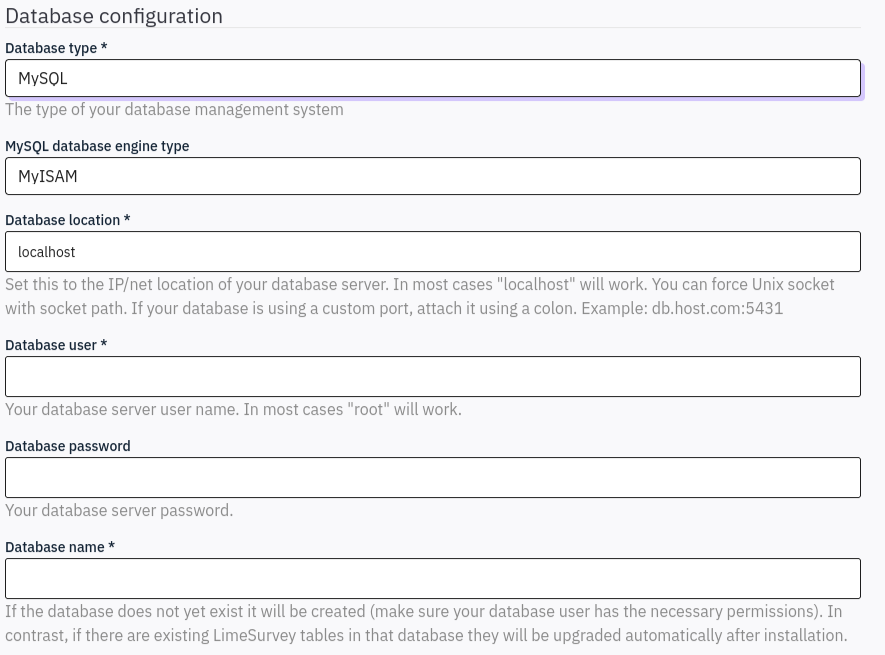 Database configuration
Database type *
MySQL
The type of your database management system
MySQL database engine type
MyISAM
Database location *
localhost
Set this to the IP/net location of your database server. In most cases "localhost" will work. You can force Unix socket
with socket path. If your database is using a custom port, attach it using a colon. Example: db.host.com:5431
Database user *
Your database server user name. In most cases "root" will work.
Database password
Your database server password.
Database name *
If the database does not yet exist it will be created (make sure your database user has the necessary permissions). In
contrast, if there are existing LimeSurvey tables in that database they will be upgraded automatically after installation.